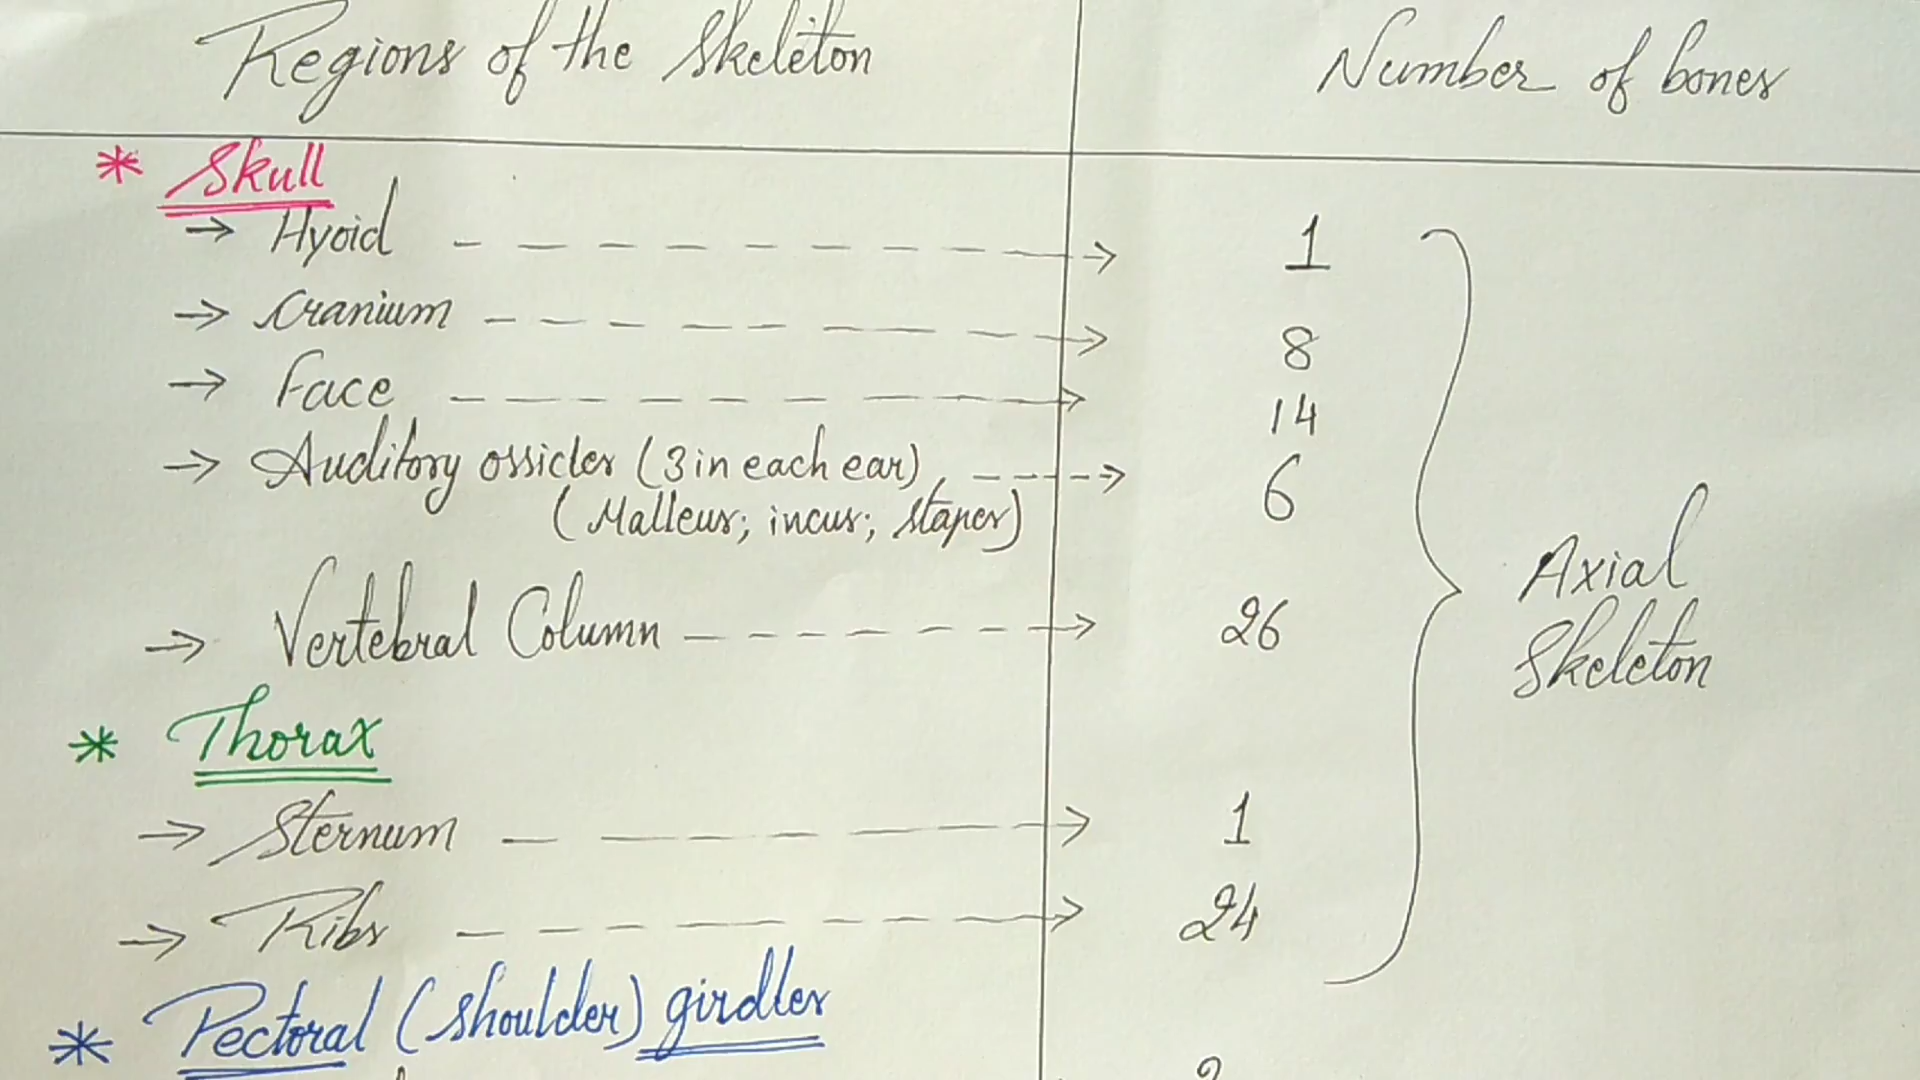 Regions of the Skeleton Number of bones
* Skull
→ Hyoid → 1
→ Cranium → 8
→ Face → 14
→ Auditory ossicles (3 in each ear), → 6
(Malleus; incus; stapes)
→ Vertebral Column → 26
Axial
Skeleton
* Thorax
→ Sternum → 1
→ Ribs → 24
* Pectoral (shoulder) girdles